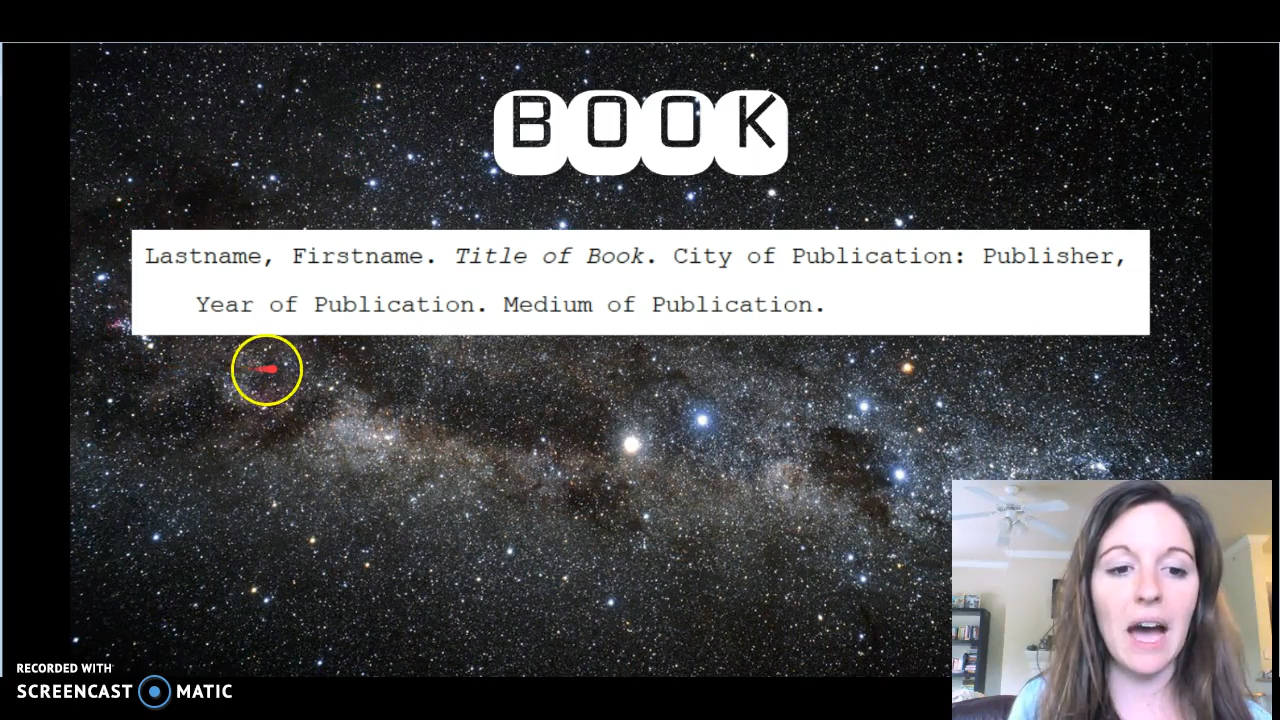 BOOK
Lastname, Firstname. Title of Book. City of Publication: Publisher,
Year of Publication. Medium of Publication.
RECORDED WITH
SCREENCAST MATIC